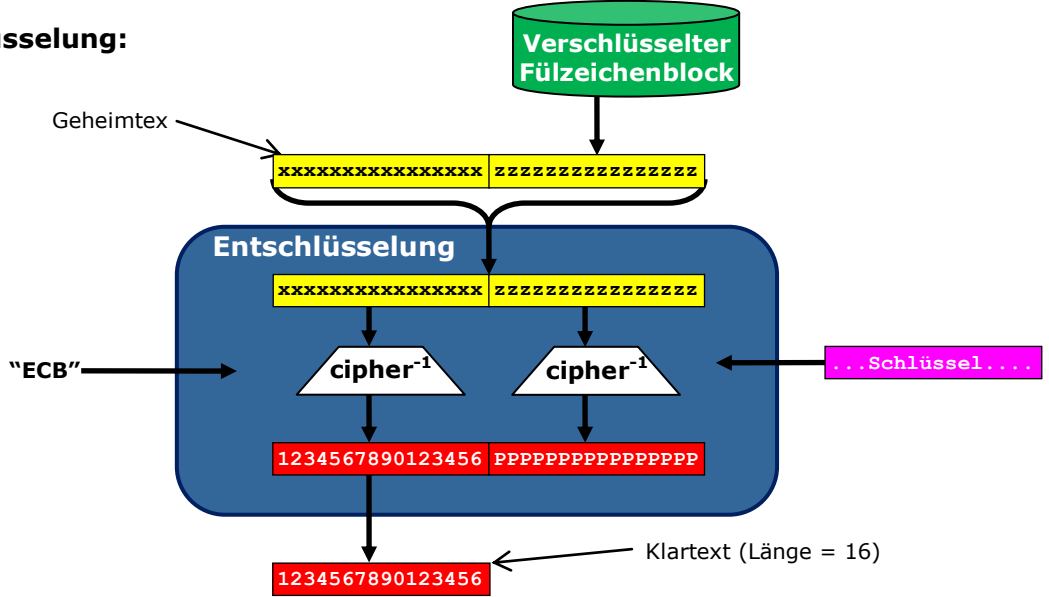 üsselung:
Verschlüsselter
Fülzeichenblock
Geheimtex
xxxxxxxxxxxxxxxx zzzzzzzzzzzzzzzz
Entschlüsselung
xxxxxxxxxxxxxxxx zzzzzzzzzzzzzzzz
“ECB”
cipher-1
cipher-1
...Schlüssel....
1234567890123456 PPPPPPPPPPPPPPPP
Klartext (Länge = 16)
1234567890123456